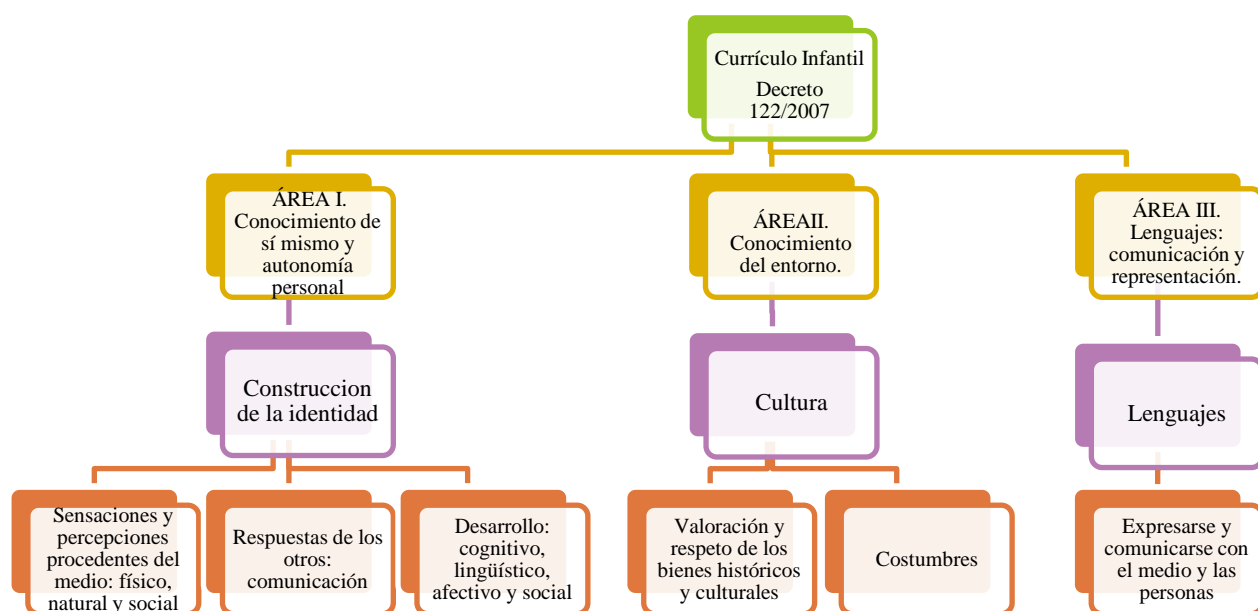 Currículo Infantil
Decreto
122/2007
ÁREA I.
Conocimiento de
sí mismo y
autonomía
personal
ÁREAII.
Conocimiento
del entorno.
ÁREA III.
Lenguajes:
comunicación y
representación.
Construccion
de la identidad
Cultura
Lenguajes
Sensaciones y
percepciones
procedentes del
medio: físico,
natural y social
Respuestas de los
otros:
comunicación
Desarrollo:
cognitivo,
lingüístico,
afectivo y social
Valoración y
respeto de los
bienes históricos
y culturales
Costumbres
Expresarse y
comunicarse con
el medio y las
personas